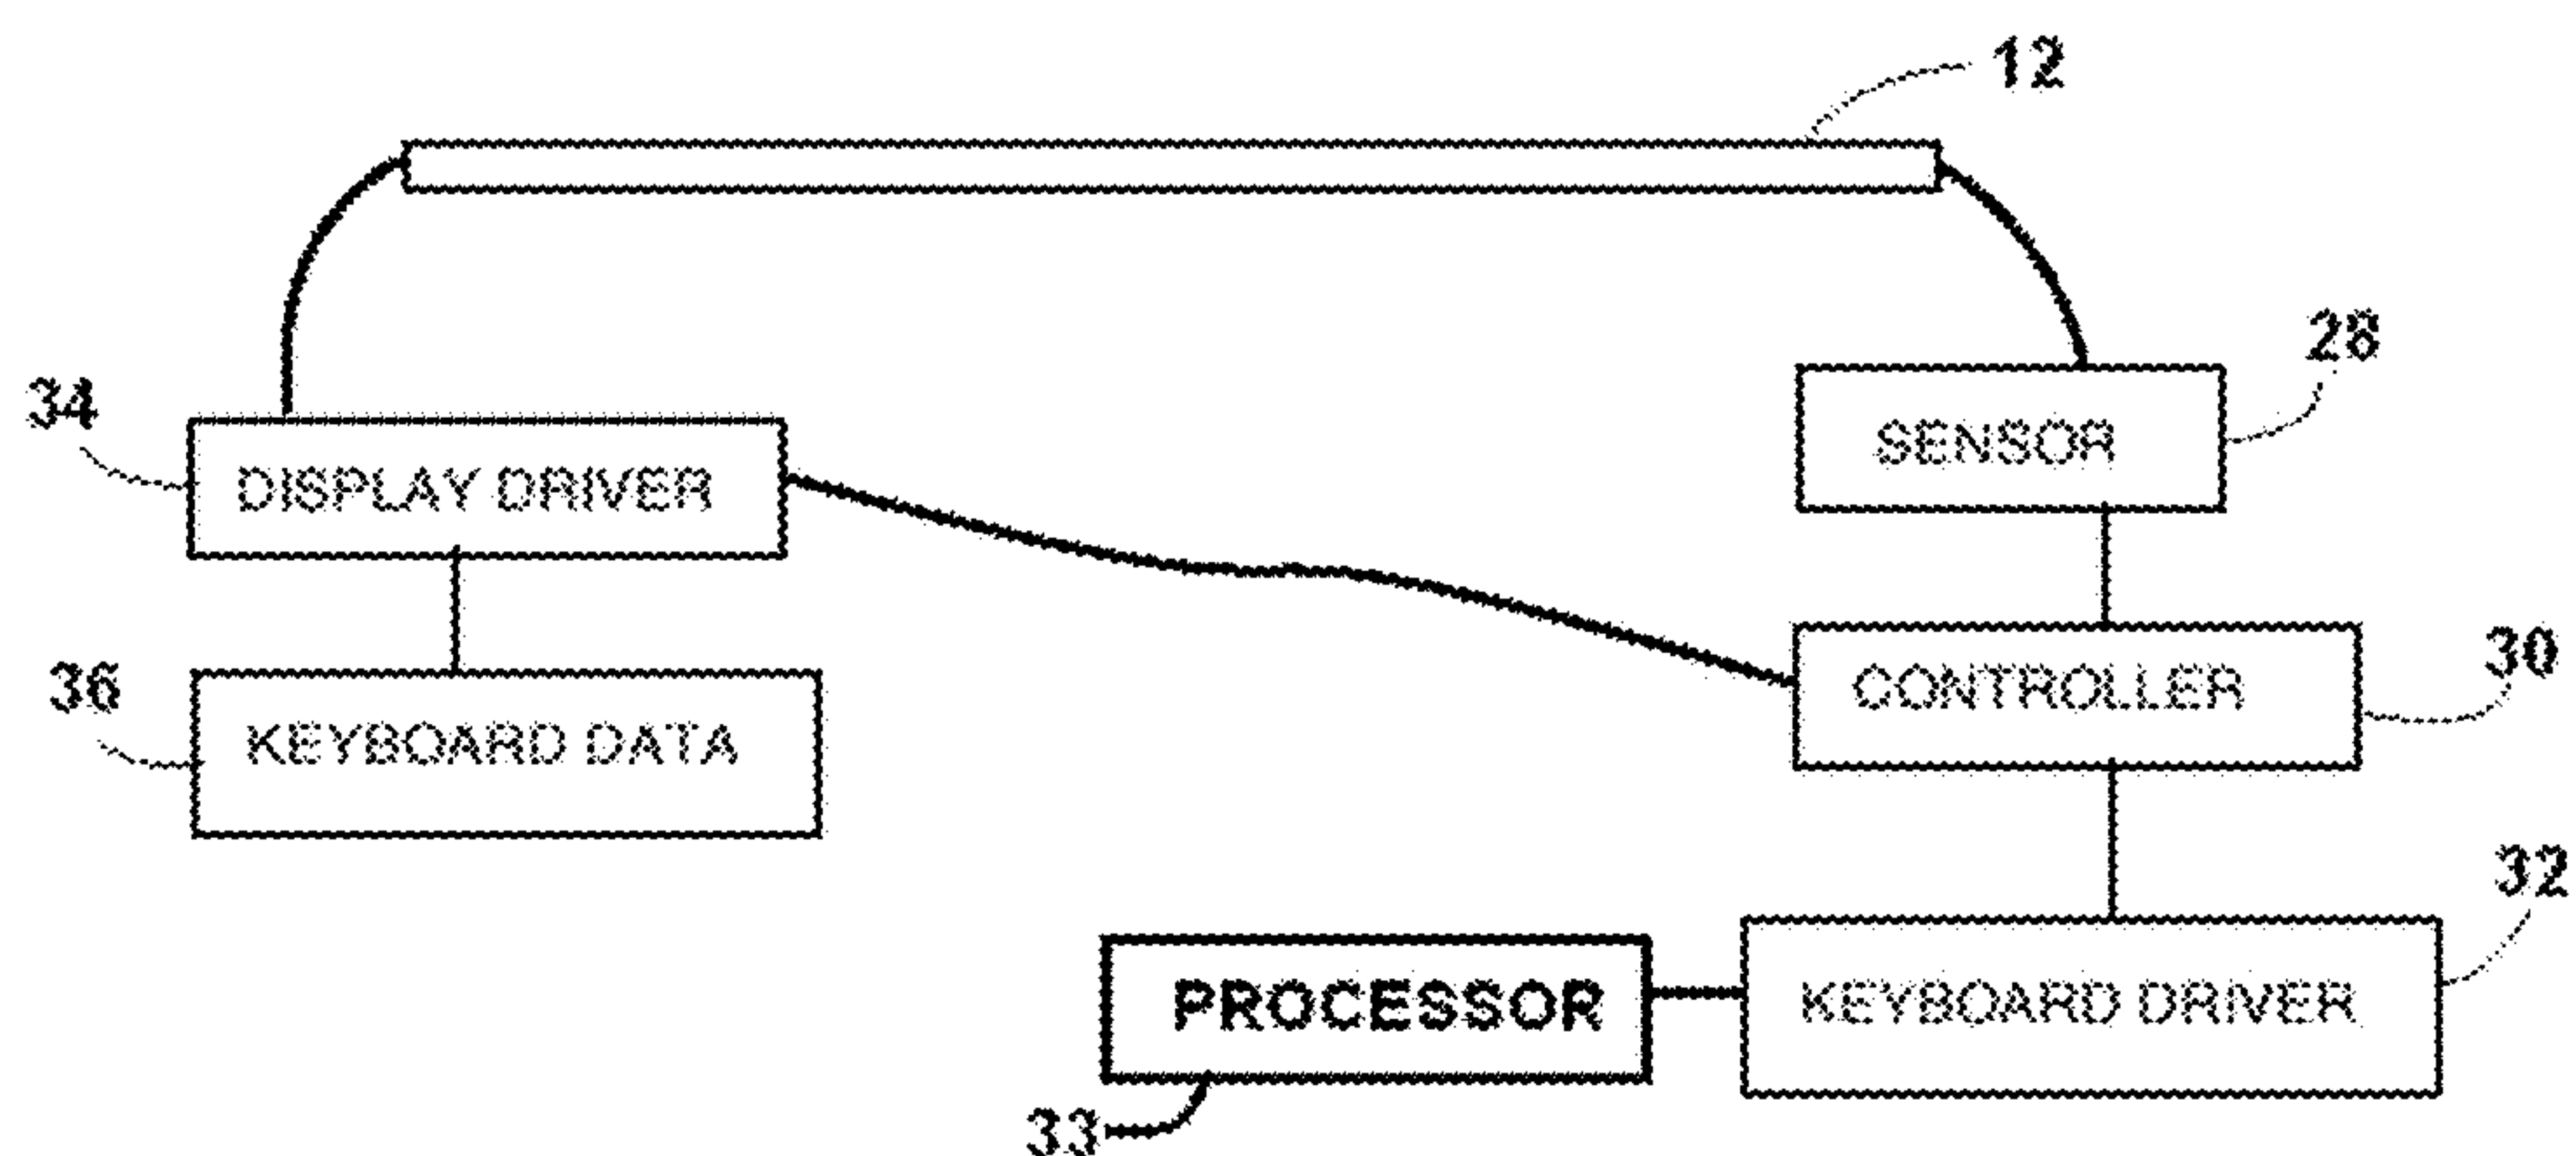 12
28
34
SENSOR
DISPLAY DRIVER
30
36
CONTROLLER
KEYBOARD DATA
32
PROCESSOR
KEYBOARD DRIVER
33